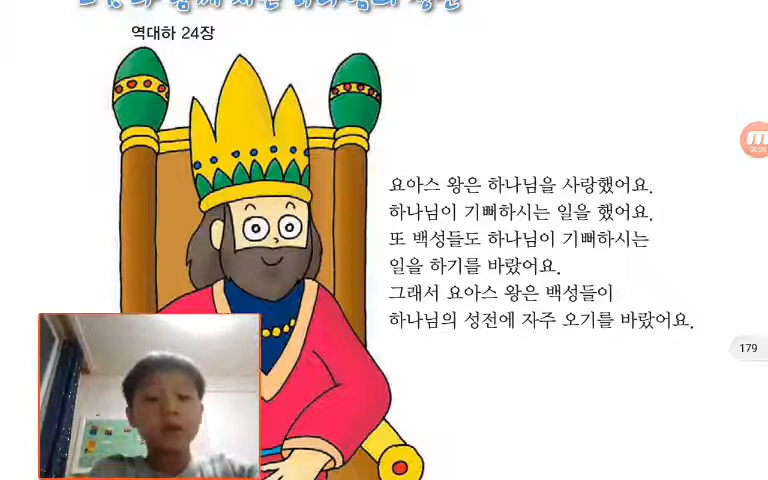 역대하 24장
요아스 왕은 하나님을 사랑했어요.
하나님이 기뻐하시는 일을 했어요.
또 백성들도 하나님이 기뻐하시는
일을 하기를 바랐어요.
그래서 요아스 왕은 백성들이
하나님의 성전에 자주 오기를 바랐어요.
179